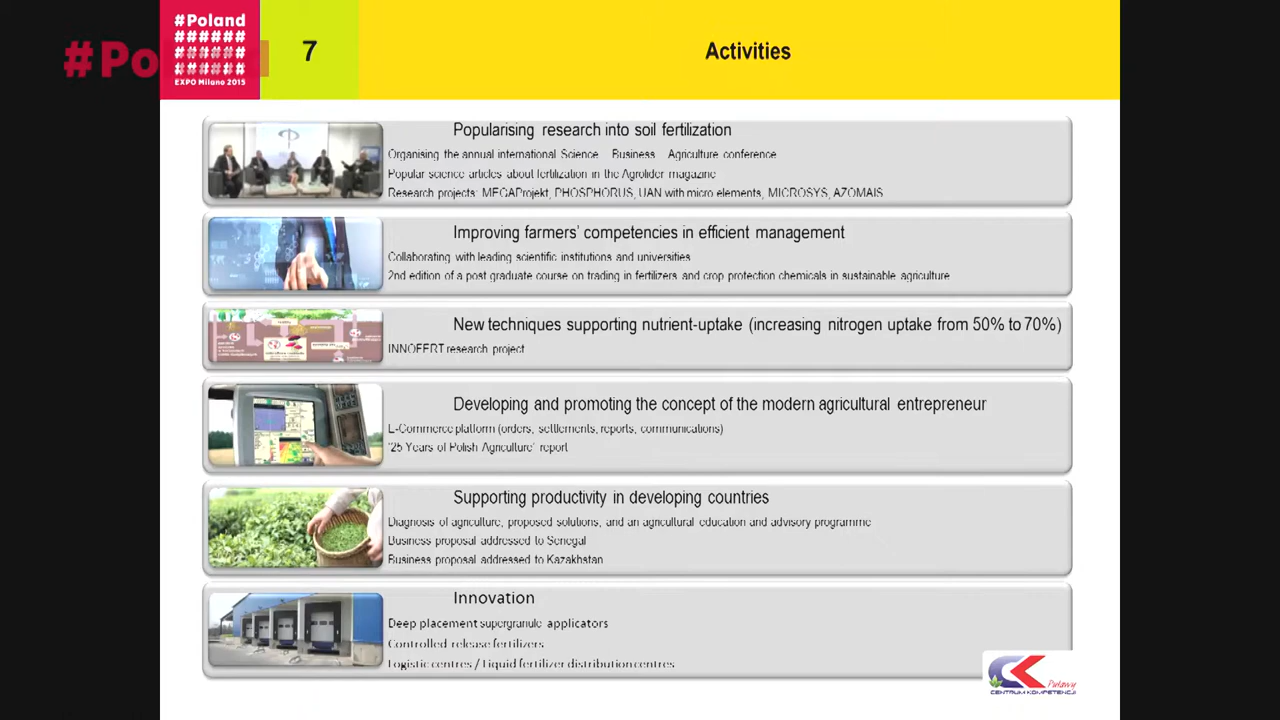 #Poland
######
######
######
EXPO Milano 2015
#Po
7
Activities
Popularising research into soil fertilization
Organising the annual international Science Business Agriculture conference
Popular science articles about fertilization in the Agrolider magazine
Research projects: MEGAProjekt, PHOSPHORUS, UAN with micro elements, MICROSYS, AZOMAIS
Improving farmers' competencies in efficient management
Collaborating with leading scientific institutions and universities
2nd edition of a post graduate course on trading in fertilizers and crop protection chemicals in sustainable agriculture
New techniques supporting nutrient-uptake (increasing nitrogen uptake from 50% to 70%)
INNOFERT research project
Developing and promoting the concept of the modern agricultural entrepreneur
E-Commerce platform (orders, settlements, reports, communications)
'25 Years of Polish Agriculture' report
Supporting productivity in developing countries
Diagnosis of agriculture, proposed solutions, and an agricultural education and advisory programme
Business proposal addressed to Senegal
Business proposal addressed to Kazakhstan
Innovation
Deep placement supergranule applicators
Controlled release fertilizers
Logistic centres / Liquid fertilizer distribution centres
Puławy
CENTRUM KOMPETENCJI